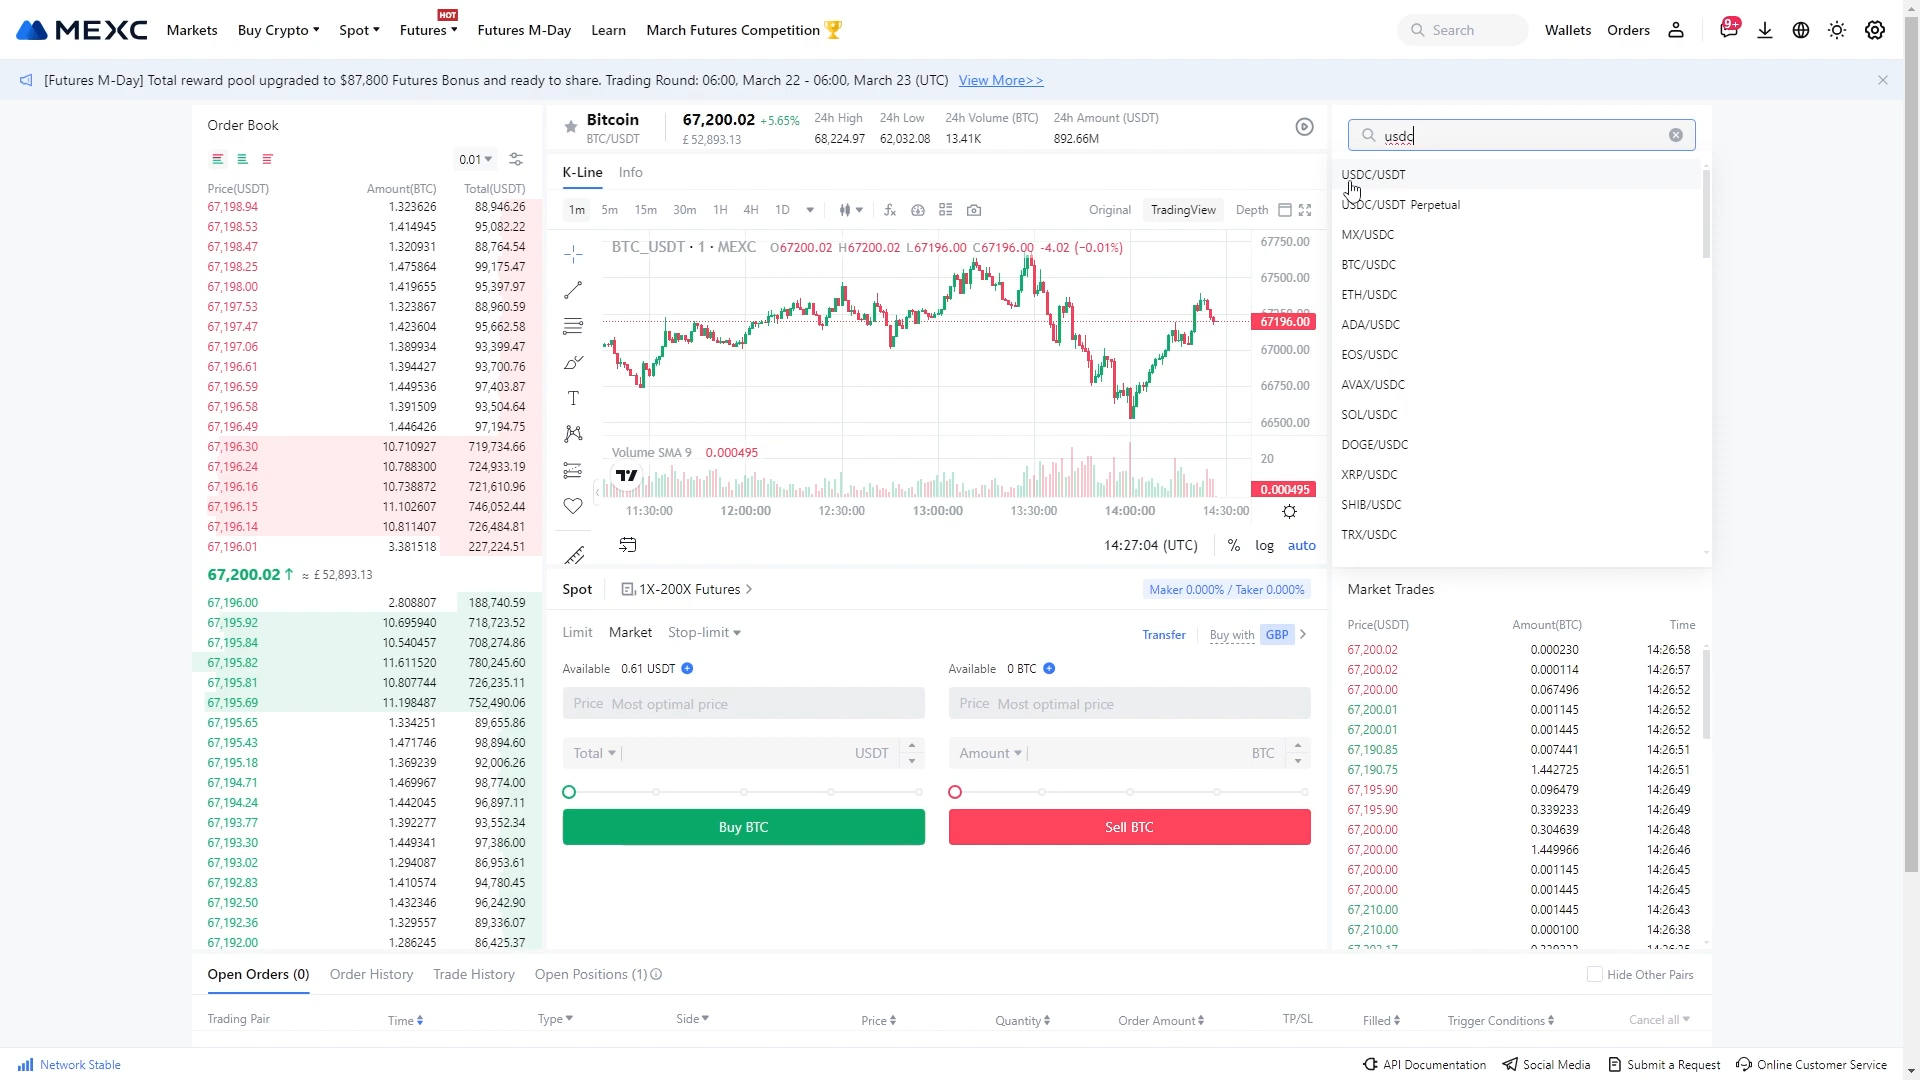 MEXC Markets Buy Crypto Spot Futures HOT Futures M-Day Learn March Futures Competition Search Wallets Orders 9+
[Futures M-Day] Total reward pool upgraded to $87,800 Futures Bonus and ready to share. Trading Round: 06:00, March 22 - 06:00, March 23 (UTC) View More>>
Order Book
0.01
Price(USDT) Amount(BTC) Total(USDT)
67,198.94 1.323626 88,946.26
67,198.53 1.414945 95,082.22
67,198.47 1.320931 88,764.54
67,198.25 1.475864 99,175.47
67,198.00 1.419655 95,397.97
67,197.53 1.323867 88,960.59
67,197.47 1.423604 95,662.58
67,197.06 1.389934 93,399.47
67,196.61 1.394427 93,700.76
67,196.59 1.449536 97,403.87
67,196.58 1.391509 93,504.64
67,196.49 1.446426 97,194.75
67,196.30 10.710927 719,734.66
67,196.24 10.788300 724,933.19
67,196.16 10.738872 721,610.96
67,196.15 11.102607 746,052.44
67,196.14 10.811407 726,484.81
67,196.01 3.381518 227,224.51
67,200.02 ↑ ≈ £ 52,893.13
67,196.00 2.808807 188,740.59
67,195.92 10.695940 718,723.52
67,195.84 10.540457 708,274.86
67,195.82 11.611520 780,245.60
67,195.81 10.807744 726,235.11
67,195.69 11.198487 752,490.06
67,195.65 1.334251 89,655.86
67,195.43 1.471746 98,894.60
67,195.18 1.369239 92,006.26
67,194.71 1.469967 98,774.00
67,194.24 1.442045 96,897.11
67,193.77 1.392277 93,552.34
67,193.30 1.449341 97,386.00
67,193.02 1.294087 86,953.61
67,192.83 1.410574 94,780.45
67,192.50 1.432346 96,242.90
67,192.36 1.329557 89,336.07
67,192.00 1.286245 86,425.37
Bitcoin
BTC/USDT
67,200.02 +5.65%
£ 52,893.13
24h High 24h Low 24h Volume (BTC) 24h Amount (USDT)
68,224.97 62,032.08 13.41K 892.66M
K-Line Info
1m 5m 15m 30m 1H 4H 1D Original TradingView Depth
BTC_USDT · 1 · MEXC O67200.02 H67200.02 L67196.00 C67196.00 -4.02 (−0.01%)
67750.00
67500.00
67196.00
67000.00
66750.00
66500.00
Volume SMA 9 0.000495
20
0.000495
11:30:00 12:00:00 12:30:00 13:00:00 13:30:00 14:00:00 14:30:00
14:27:04 (UTC) % log auto
Spot 1X-200X Futures Maker 0.000% / Taker 0.000%
Limit Market Stop-limit Transfer Buy with GBP
Available 0.61 USDT Available 0 BTC
Price Most optimal price Price Most optimal price
Total USDT Amount BTC
Buy BTC Sell BTC
usdc
USDC/USDT
USDC/USDT Perpetual
MX/USDC
BTC/USDC
ETH/USDC
ADA/USDC
EOS/USDC
AVAX/USDC
SOL/USDC
DOGE/USDC
XRP/USDC
SHIB/USDC
TRX/USDC
Market Trades
Price(USDT) Amount(BTC) Time
67,200.02 0.000230 14:26:58
67,200.02 0.000114 14:26:57
67,200.00 0.067496 14:26:52
67,200.01 0.001145 14:26:52
67,200.01 0.001445 14:26:52
67,190.85 0.007441 14:26:51
67,190.75 1.442725 14:26:51
67,195.90 0.096479 14:26:49
67,195.90 0.339233 14:26:49
67,200.00 0.304639 14:26:48
67,200.00 1.449966 14:26:46
67,200.00 0.001145 14:26:45
67,200.00 0.001445 14:26:45
67,210.00 0.001445 14:26:43
67,210.00 0.000100 14:26:38
Open Orders (0) Order History Trade History Open Positions (1) Hide Other Pairs
Trading Pair Time Type Side Price Quantity Order Amount TP/SL Filled Trigger Conditions Cancel all
Network Stable API Documentation Social Media Submit a Request Online Customer Service